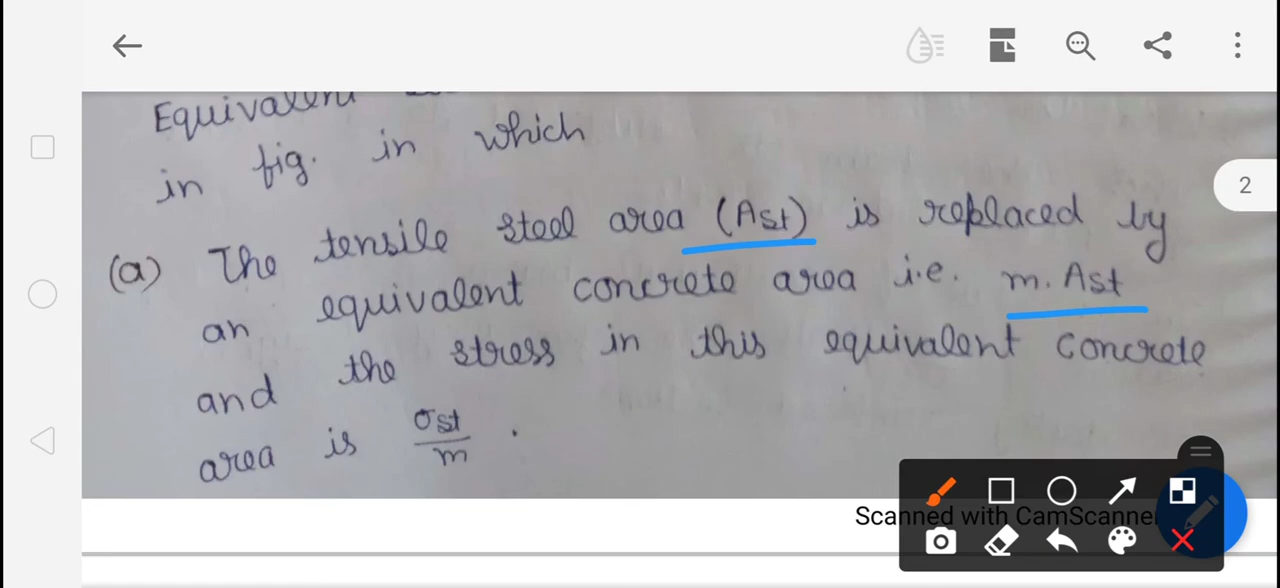 Equivalent
in fig. in which
2
(a) The tensile steel area (Ast) is replaced by
an equivalent concrete area i.e. m. Ast
and the stress in this equivalent concrete
area is σst/m .
Scanned with CamScanner